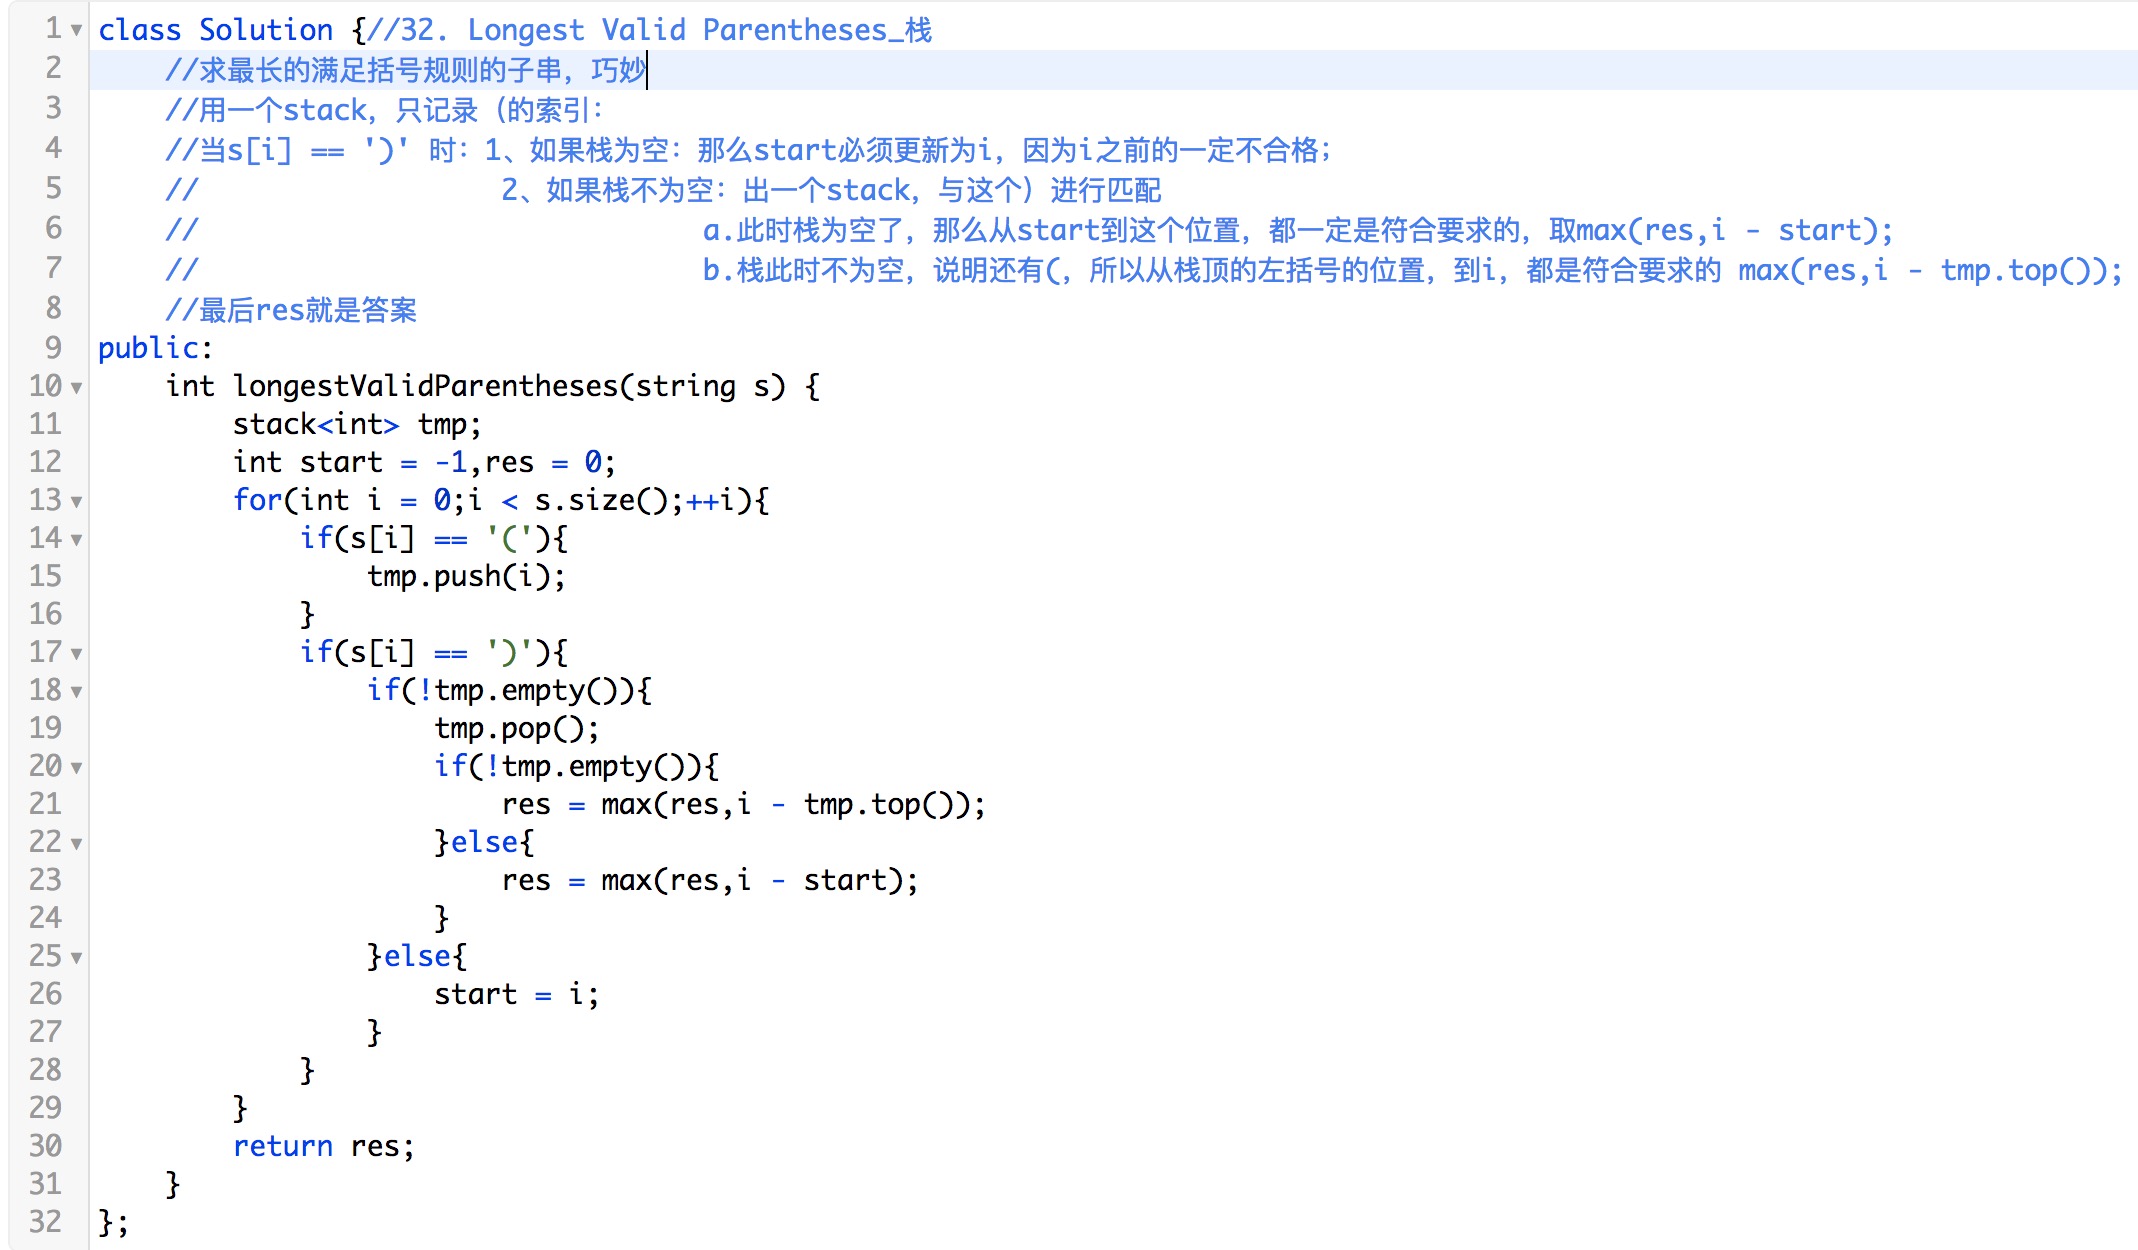 1 class Solution {//32. Longest Valid Parentheses_栈
2     //求最长的满足括号规则的子串，巧妙
3     //用一个stack，只记录（的索引：
4     //当s[i] == ')' 时：1、如果栈为空：那么start必须更新为i，因为i之前的一定不合格；
5     //                  2、如果栈不为空：出一个stack，与这个）进行匹配
6     //                              a.此时栈为空了，那么从start到这个位置，都一定是符合要求的，取max(res,i - start);
7     //                              b.栈此时不为空，说明还有(，所以从栈顶的左括号的位置，到i，都是符合要求的 max(res,i - tmp.top());
8     //最后res就是答案
9 public:
10     int longestValidParentheses(string s) {
11         stack<int> tmp;
12         int start = -1,res = 0;
13         for(int i = 0;i < s.size();++i){
14             if(s[i] == '('){
15                 tmp.push(i);
16             }
17             if(s[i] == ')'){
18                 if(!tmp.empty()){
19                     tmp.pop();
20                     if(!tmp.empty()){
21                         res = max(res,i - tmp.top());
22                     }else{
23                         res = max(res,i - start);
24                     }
25                 }else{
26                     start = i;
27                 }
28             }
29         }
30         return res;
31     }
32 };